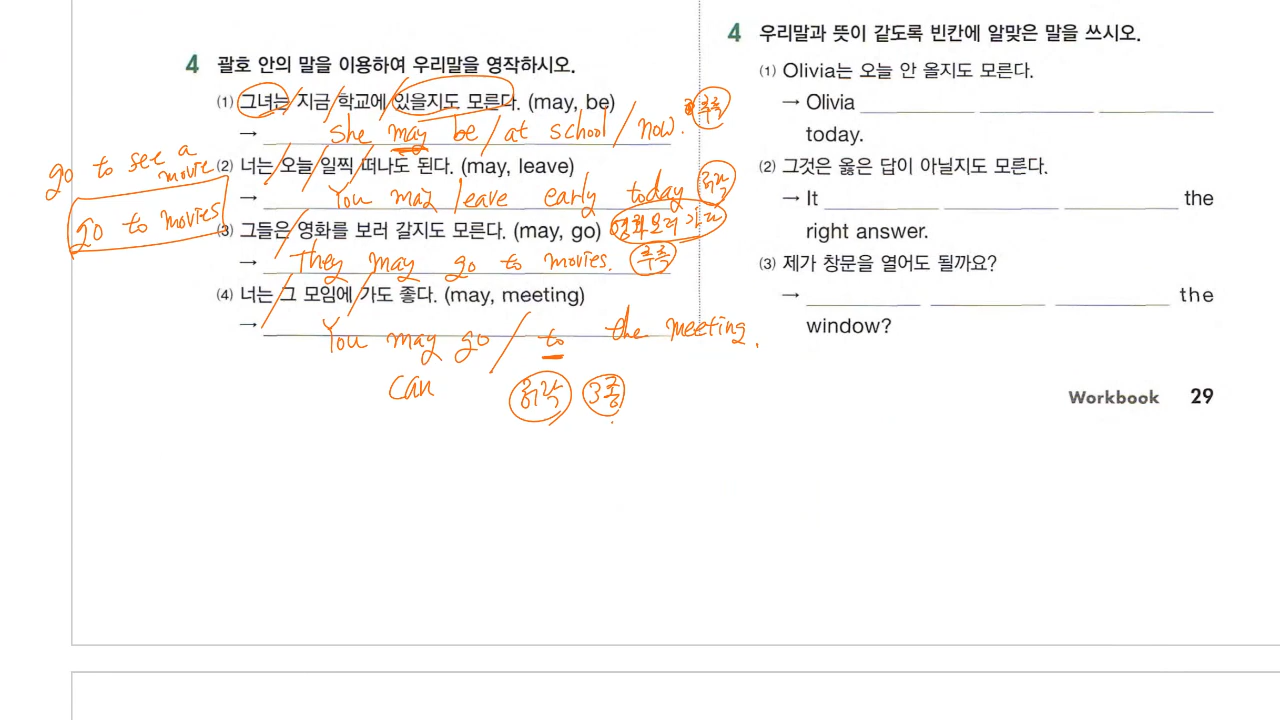 4 괄호 안의 말을 이용하여 우리말을 영작하시오.
(1) 그녀는 지금 학교에 있을지도 모른다. (may, be)
추측
→ She may be / at school / now.
go to see a movie
(2) 너는 오늘 일찍 떠나도 된다. (may, leave)
→ You may leave early today
허락
go to movies
(3) 그들은 영화를 보러 갈지도 모른다. (may, go)
영화보러 가다
→ They may go to movies.
추측
(4) 너는 그 모임에 가도 좋다. (may, meeting)
→ You may go / to the meeting.
can
허락
3종
4 우리말과 뜻이 같도록 빈칸에 알맞은 말을 쓰시오.
(1) Olivia는 오늘 안 올지도 모른다.
→ Olivia
today.
(2) 그것은 옳은 답이 아닐지도 모른다.
→ It the
right answer.
(3) 제가 창문을 열어도 될까요?
→ the
window?
Workbook 29